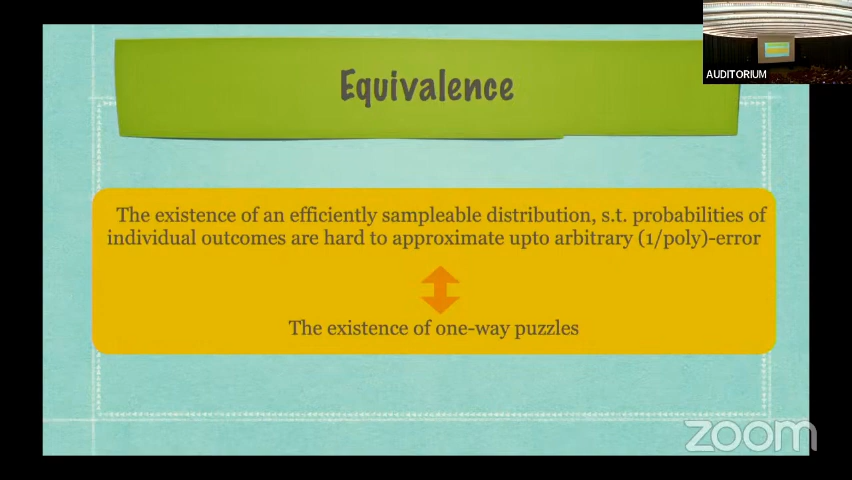 AUDITORIUM
Equivalence
The existence of an efficiently sampleable distribution, s.t. probabilities of
individual outcomes are hard to approximate upto arbitrary (1/poly)-error
The existence of one-way puzzles
zoom